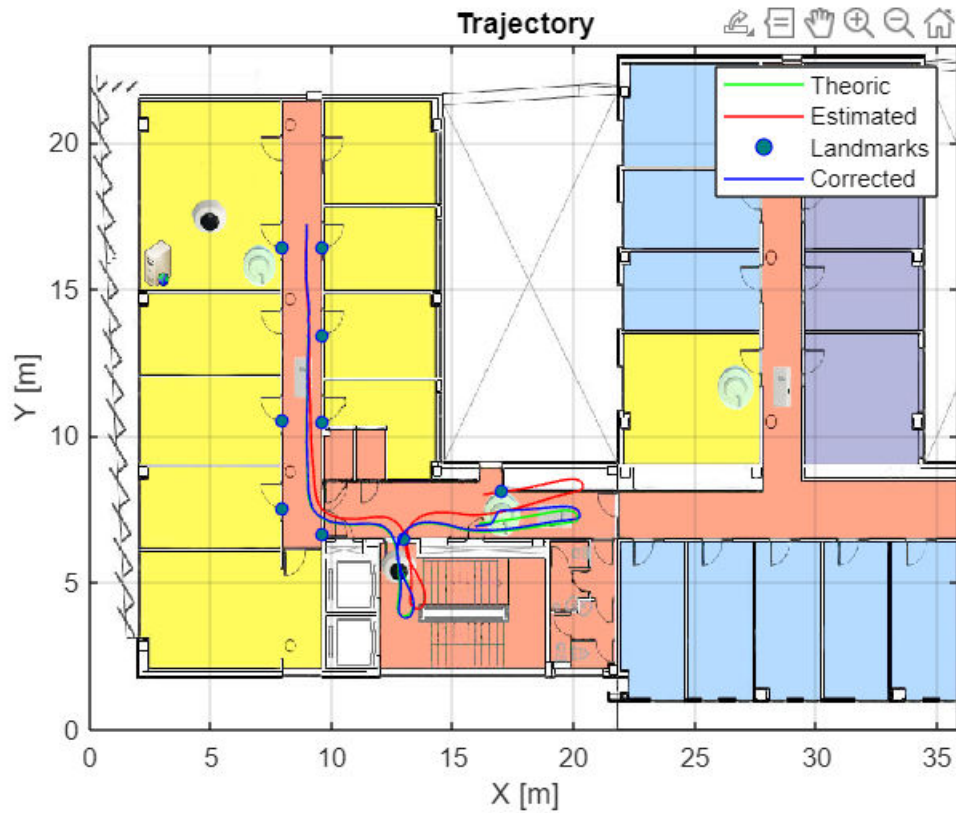 Trajectory
Theoric
Estimated
Landmarks
Corrected
20
15
10
5
0
0 5 10 15 20 25 30 35
Y [m]
X [m]